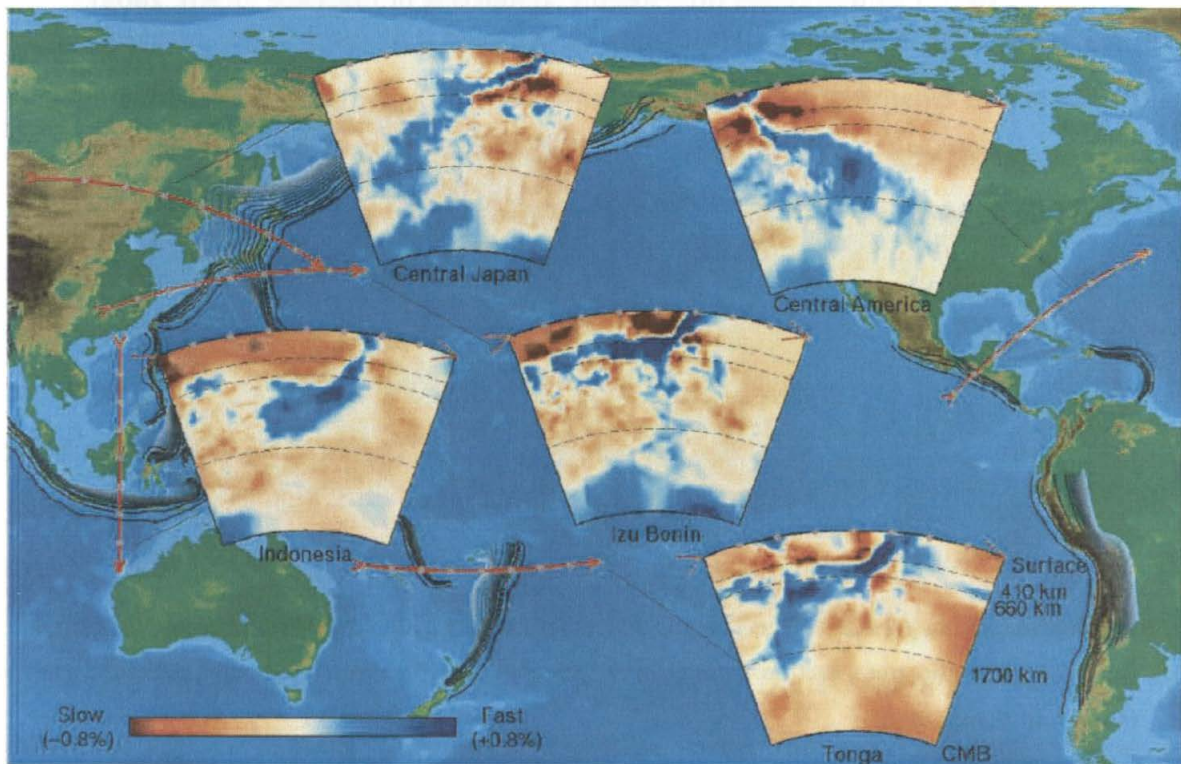 Central Japan
Central America
Indonesia
Izu Bonin
Surface
410 km
660 km
1700 km
Slow
(−0.8%)
Fast
(+0.8%)
Tonga
CMB